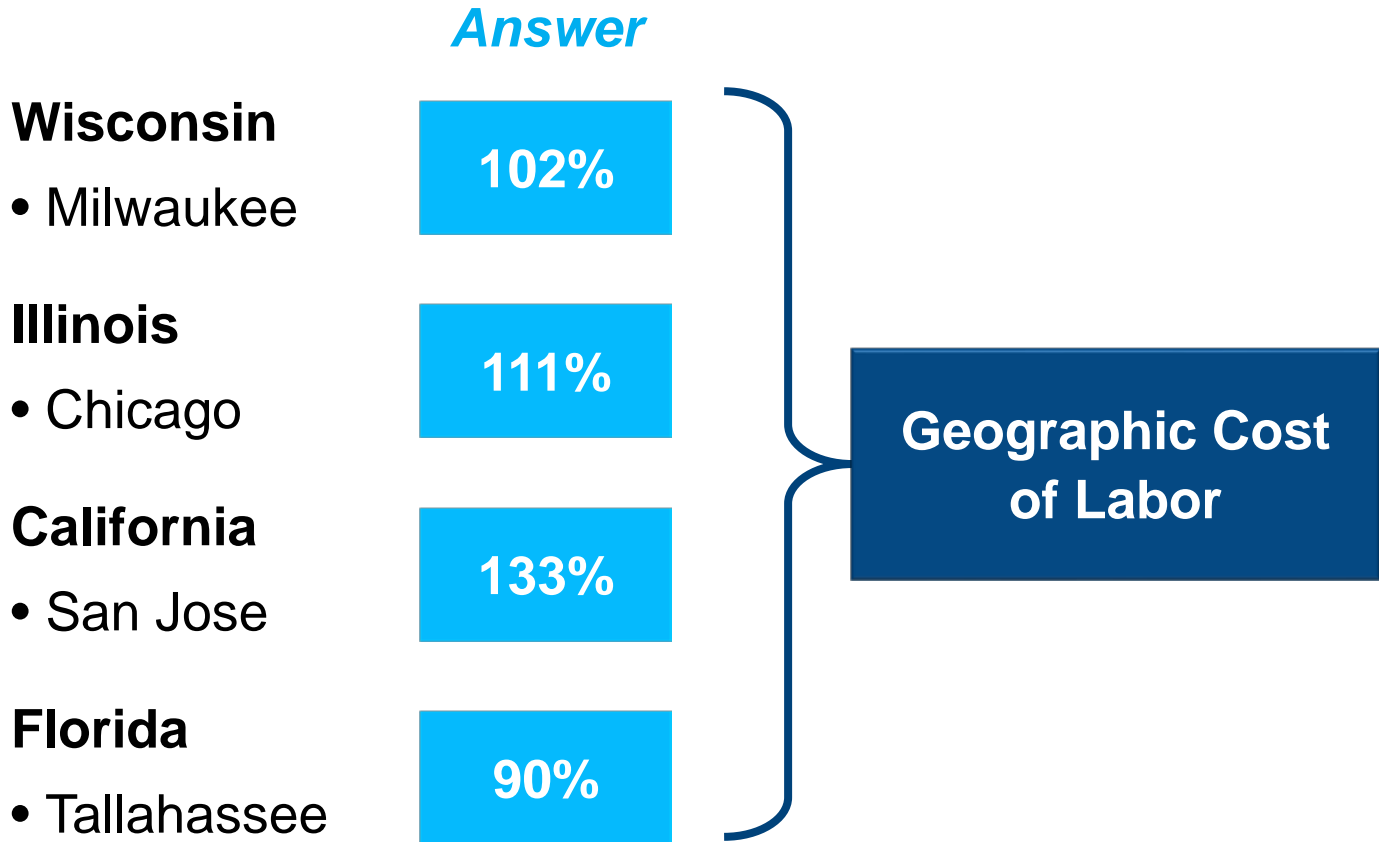 Answer
Wisconsin
102%
• Milwaukee
Illinois
111%
• Chicago
Geographic Cost
of Labor
California
133%
• San Jose
Florida
90%
• Tallahassee